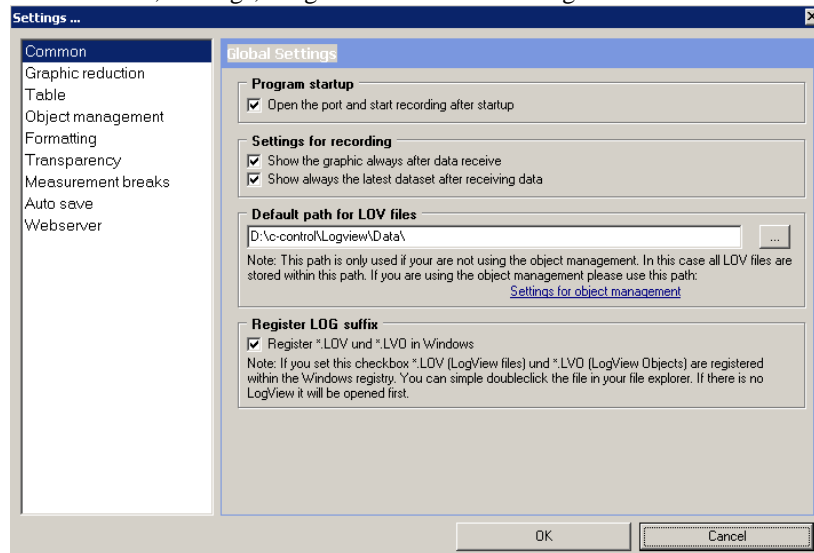 Settings ...
Common
Graphic reduction
Table
Object management
Formatting
Transparency
Measurement breaks
Auto save
Webserver
Global Settings
Program startup
Open the port and start recording after startup
Settings for recording
Show the graphic always after data receive
Show always the latest dataset after receiving data
Default path for LOV files
D:\c-control\Logview\Data\
...
Note: This path is only used if your are not using the object management. In this case all LOV files are
stored within this path. If you are using the object management please use this path:
Settings for object management
Register LOG suffix
Register *.LOV und *.LVO in Windows
Note: If you set this checkbox *.LOV (LogView files) und *.LVO (LogView Objects) are registered
within the Windows registry. You can simple doubleclick the file in your file explorer. If there is no
LogView it will be opened first.
OK
Cancel